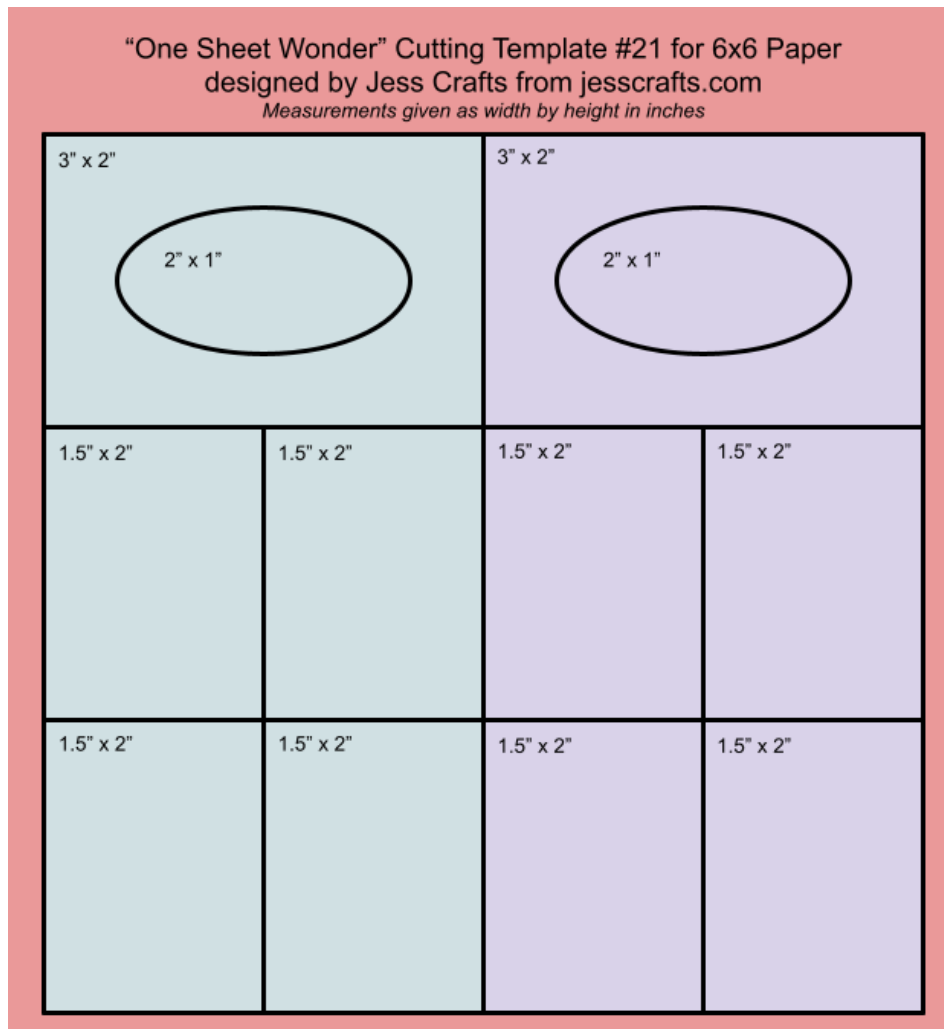 “One Sheet Wonder” Cutting Template #21 for 6x6 Paper
designed by Jess Crafts from jesscrafts.com
Measurements given as width by height in inches
3” x 2”
3” x 2”
2” x 1”
2” x 1”
1.5” x 2”
1.5” x 2”
1.5” x 2”
1.5” x 2”
1.5” x 2”
1.5” x 2”
1.5” x 2”
1.5” x 2”